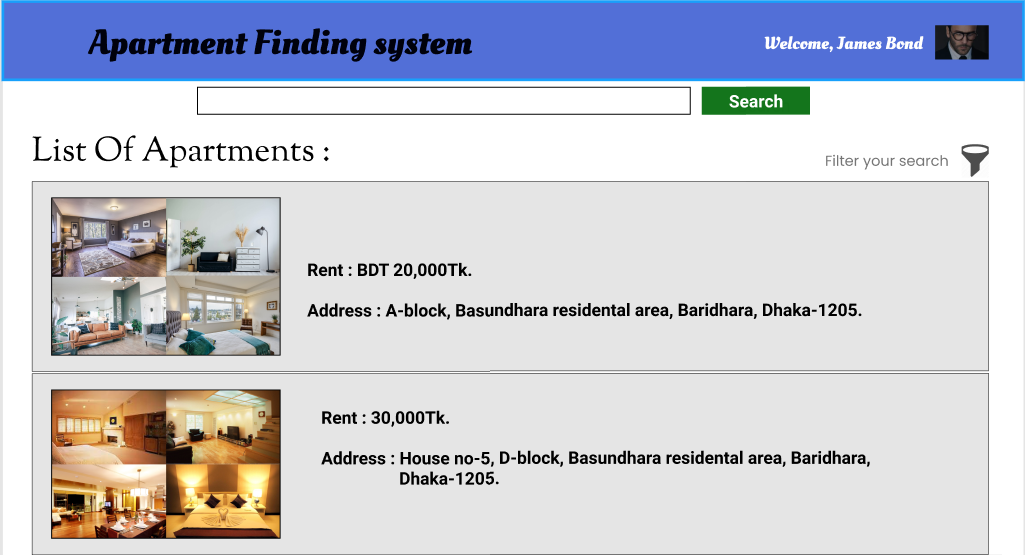 Apartment Finding system
Welcome, James Bond
Search
List Of Apartments :
Filter your search
Rent : BDT 20,000Tk.
Address : A-block, Basundhara residental area, Baridhara, Dhaka-1205.
Rent : 30,000Tk.
Address : House no-5, D-block, Basundhara residental area, Baridhara,
Dhaka-1205.